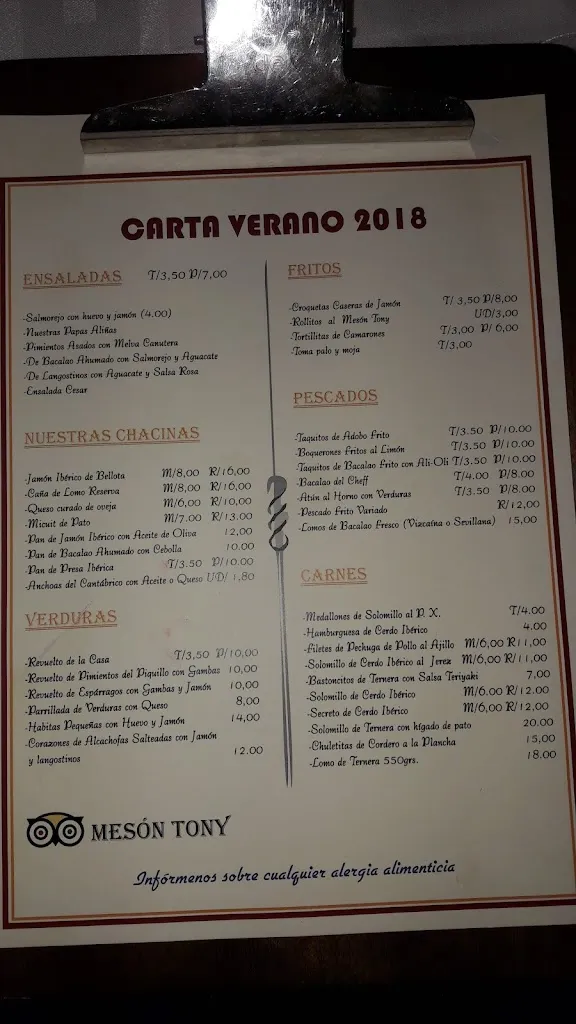 CARTA VERANO 2018
ENSALADAS T/3,50 P/7,00
-Salmorejo con huevo y jamón (4.00)
-Nuestras Papas Aliñas
-Pimientos Asados con Melva Canutera
-De Bacalao Ahumado con Salmorejo y Aguacate
-De Langostinos con Aguacate y Salsa Rosa
-Ensalada Cesar
NUESTRAS CHACINAS
-Jamón Ibérico de Bellota M/8,00 R/16,00
-Caña de Lomo Reserva M/8,00 R/16,00
-Queso curado de oveja M/6,00 R/10,00
-Micuit de Pato M/7.00 R/13.00
-Pan de Jamón Ibérico con Aceite de Oliva 12,00
-Pan de Bacalao Ahumado con Cebolla 10.00
-Pan de Presa Ibérica T/3.50 P/10.00
-Anchoas del Cantábrico con Aceite o Queso UD/ 1,80
VERDURAS
-Revuelto de la Casa T/3,50 P/10,00
-Revuelto de Pimientos del Piquillo con Gambas 10,00
-Revuelto de Espárragos con Gambas y Jamón 10,00
-Parrillada de Verduras con Queso 8,00
-Habitas Pequeñas con Huevo y Jamón 14,00
-Corazones de Alcachofas Salteadas con Jamón
y langostinos 12.00
FRITOS
-Croquetas Caseras de Jamón T/ 3,50 P/8,00
-Rollitos al Mesón Tony UD/3,00
-Tortillitas de Camarones T/3,00 P/ 6,00
-Toma palo y moja T/3,00
PESCADOS
-Taquitos de Adobo frito T/3.50 P/10.00
-Boquerones fritos al Limón T/3.50 P/10.00
-Taquitos de Bacalao Frito con Ali-Oli T/3.50 P/10.00
-Bacalao del Cheff T/4.00 P/8.00
-Atún al Horno con Verduras T/3.50 P/8.00
-Pescado Frito Variado R/12,00
-Lomos de Bacalao Fresco (Vizcaína o Sevillana) 15,00
CARNES
-Medallones de Solomillo al P. X. T/4.00
-Hamburguesa de Cerdo Ibérico 4.00
-Filetes de Pechuga de Pollo al Ajillo M/6,00 R11,00
-Solomillo de Cerdo Ibérico al Jerez M/6,00 R/11,00
-Bastoncitos de Ternera con Salsa Teriyaki 7,00
-Solomillo de Cerdo Ibérico M/6.00 R/12.00
-Secreto de Cerdo Ibérico M/6,00 R/12,00
-Solomillo de Ternera con hígado de pato 20.00
-Chuletitas de Cordero a la Plancha 15,00
-Lomo de Ternera 550grs. 18.00
MESÓN TONY
Infórmenos sobre cualquier alergia alimenticia